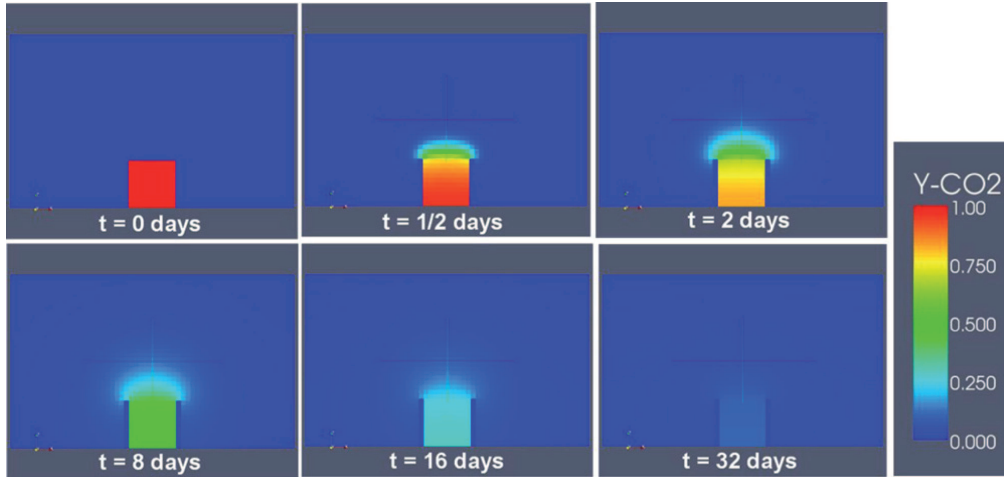 t = 0 days
t = 1/2 days
t = 2 days
t = 8 days
t = 16 days
t = 32 days
Y-CO2
1.00
0.750
0.500
0.250
0.000